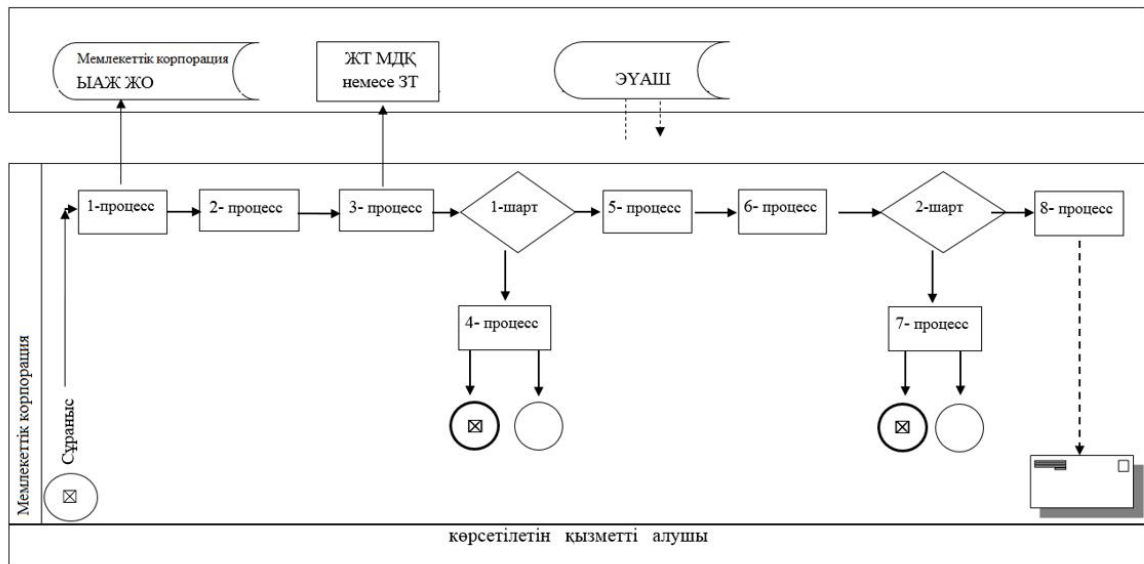 Мемлекеттік корпорация
ЫАЖ ЖО
ЖТ МДҚ
немесе ЗТ
ЭҮАШ
Мемлекеттік корпорация
Сұраныс
1-процесс
2- процесс
3- процесс
1-шарт
5- процесс
6- процесс
2-шарт
8- процесс
4- процесс
7- процесс
көрсетілетін қызметті алушы